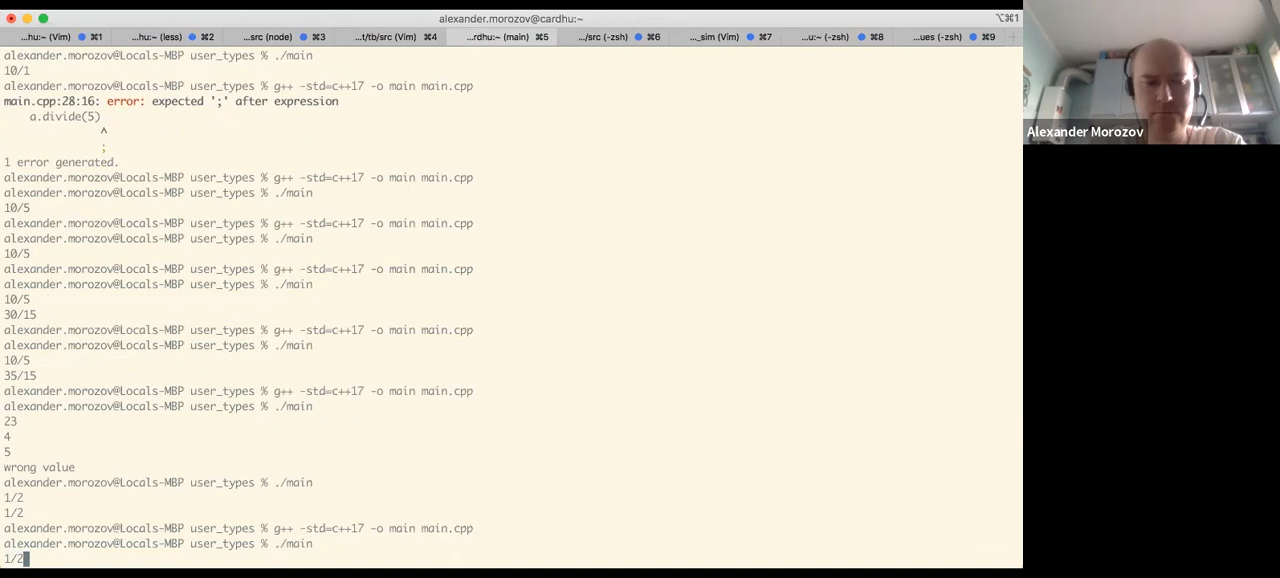 alexander.morozov@cardhu:~
⌥⌘1
...hu:~ (Vim) ⌘1 ...hu:~ (less) ⌘2 ...src (node) ⌘3 ...t/tb/src (Vim) ⌘4 ...rdhu:~ (main) ⌘5 .../src (-zsh) ⌘6 ..._sim (Vim) ⌘7 ...u:~ (-zsh) ⌘8 ...ues (-zsh) ⌘9
alexander.morozov@Locals-MBP user_types % ./main
10/1
alexander.morozov@Locals-MBP user_types % g++ -std=c++17 -o main main.cpp
main.cpp:28:16: error: expected ';' after expression
a.divide(5)
^
;
1 error generated.
alexander.morozov@Locals-MBP user_types % g++ -std=c++17 -o main main.cpp
alexander.morozov@Locals-MBP user_types % ./main
10/5
alexander.morozov@Locals-MBP user_types % g++ -std=c++17 -o main main.cpp
alexander.morozov@Locals-MBP user_types % ./main
10/5
alexander.morozov@Locals-MBP user_types % g++ -std=c++17 -o main main.cpp
alexander.morozov@Locals-MBP user_types % ./main
10/5
30/15
alexander.morozov@Locals-MBP user_types % g++ -std=c++17 -o main main.cpp
alexander.morozov@Locals-MBP user_types % ./main
10/5
35/15
alexander.morozov@Locals-MBP user_types % g++ -std=c++17 -o main main.cpp
alexander.morozov@Locals-MBP user_types % ./main
23
4
5
wrong value
alexander.morozov@Locals-MBP user_types % ./main
1/2
1/2
alexander.morozov@Locals-MBP user_types % g++ -std=c++17 -o main main.cpp
alexander.morozov@Locals-MBP user_types % ./main
1/2
Alexander Morozov